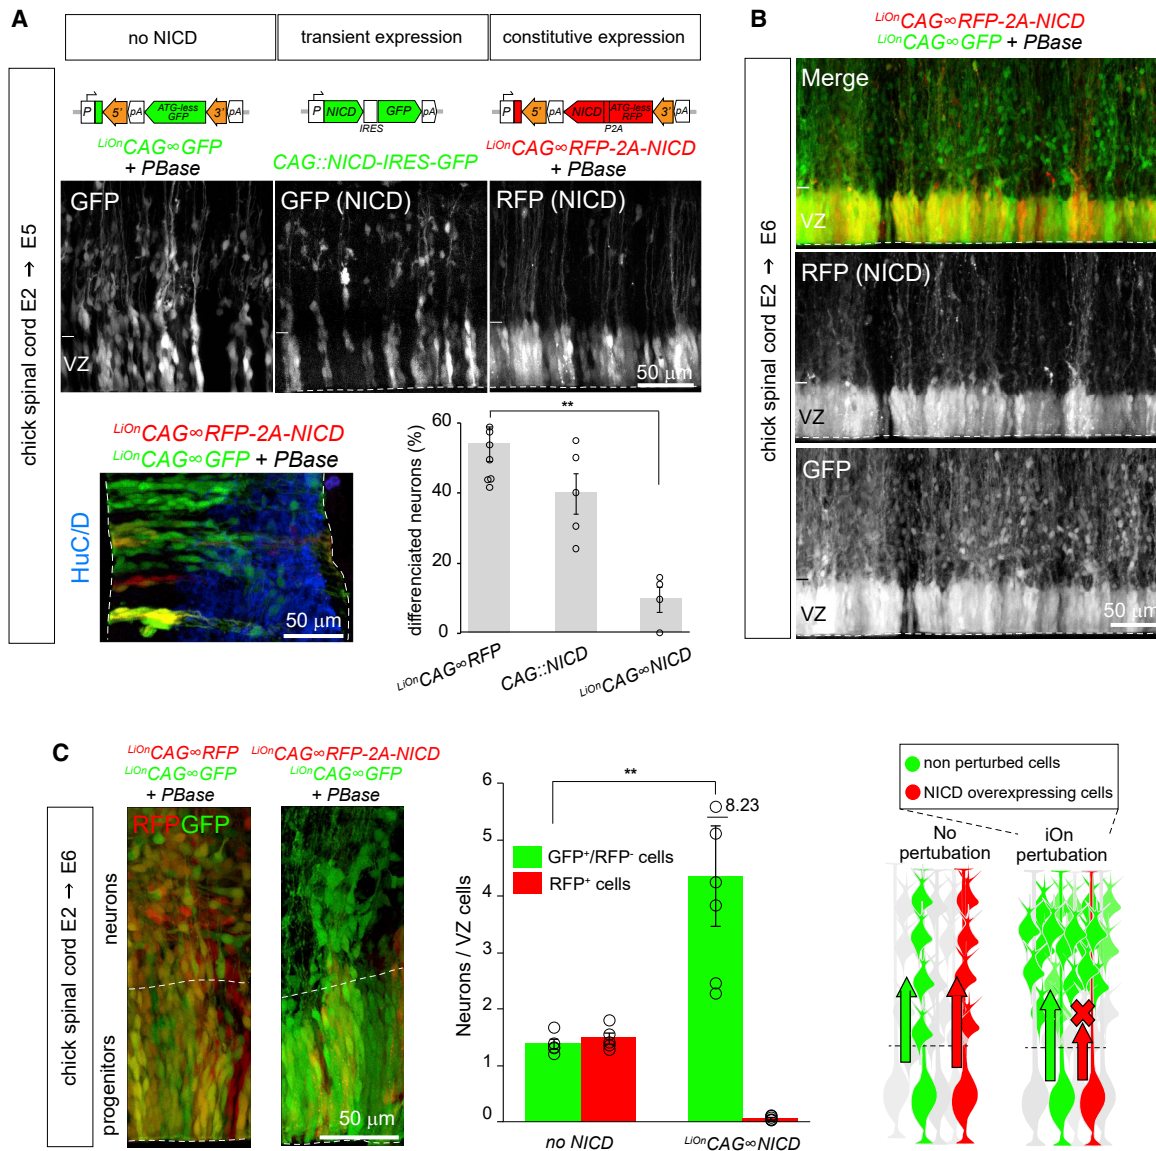 A
no NICD
transient expression
constitutive expression
chick spinal cord E2 → E5
P 5' pA ATG-less GFP 3' pA
P NICD IRES GFP pA
P 5' pA NICD ATG-less RFP P2A 3' pA
LiOnCAG∞GFP
+ PBase
CAG::NICD-IRES-GFP
LiOnCAG∞RFP-2A-NICD
+ PBase
GFP
GFP (NICD)
RFP (NICD)
VZ
50 µm
LiOnCAG∞RFP-2A-NICD
LiOnCAG∞GFP + PBase
HuC/D
50 µm
differenciated neurons (%)
60
40
20
0
**
LiOnCAG∞RFP
CAG::NICD
LiOnCAG∞NICD
B
LiOnCAG∞RFP-2A-NICD
LiOnCAG∞GFP + PBase
chick spinal cord E2 → E6
Merge
VZ
RFP (NICD)
VZ
GFP
VZ
50 µm
C
LiOnCAG∞RFP
LiOnCAG∞GFP
+ PBase
LiOnCAG∞RFP-2A-NICD
LiOnCAG∞GFP
+ PBase
chick spinal cord E2 → E6
neurons
progenitors
RFPGFP
50 µm
Neurons / VZ cells
6
5
4
3
2
1
0
**
8.23
GFP+/RFP- cells
RFP+ cells
no NICD
LiOnCAG∞NICD
non perturbed cells
NICD overexpressing cells
No
pertubation
iOn
pertubation